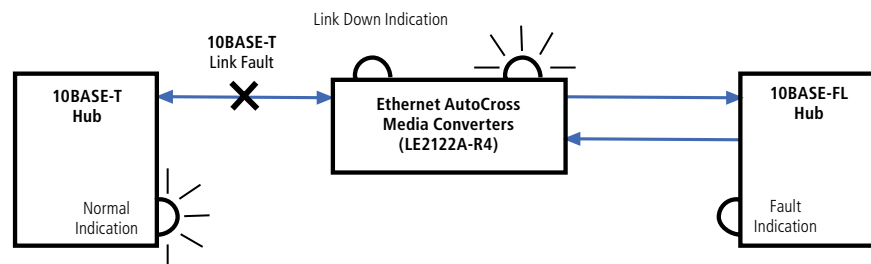 Link Down Indication
10BASE-T
Link Fault
10BASE-T
Hub
Ethernet AutoCross
Media Converters
(LE2122A-R4)
10BASE-FL
Hub
Normal
Indication
Fault
Indication